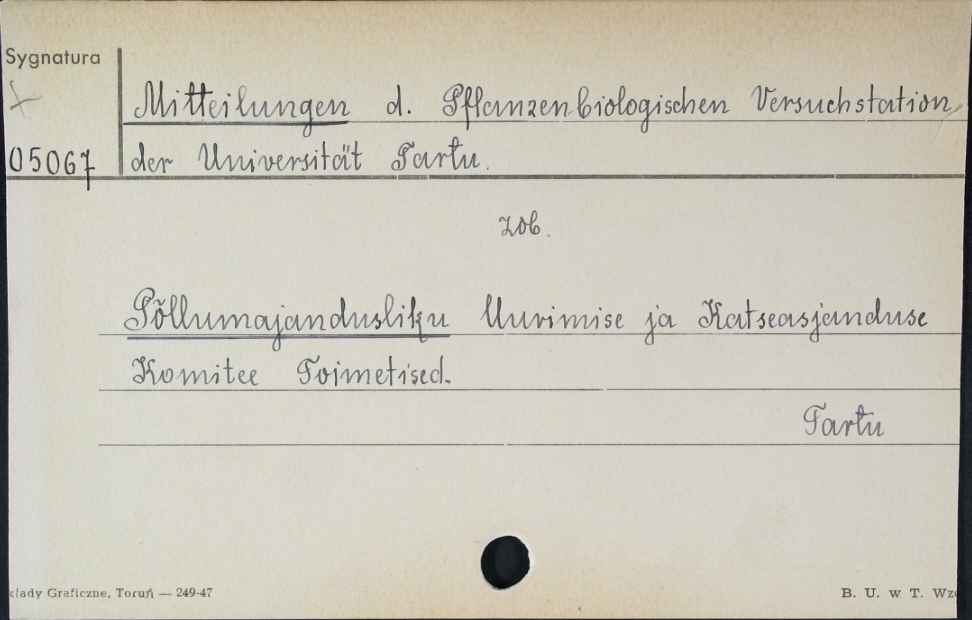 Sygnatura
Mitteilungen d. Pflanzenbiologischen Versuchstation,
05067 der Universität Tartu.
zob.
Põllumajandusliku Uurimise ja Katseasjanduse
Komitee Toimetised.
Tartu
kłady Graficzne, Toruń — 249-47 B. U. w T. Wzó